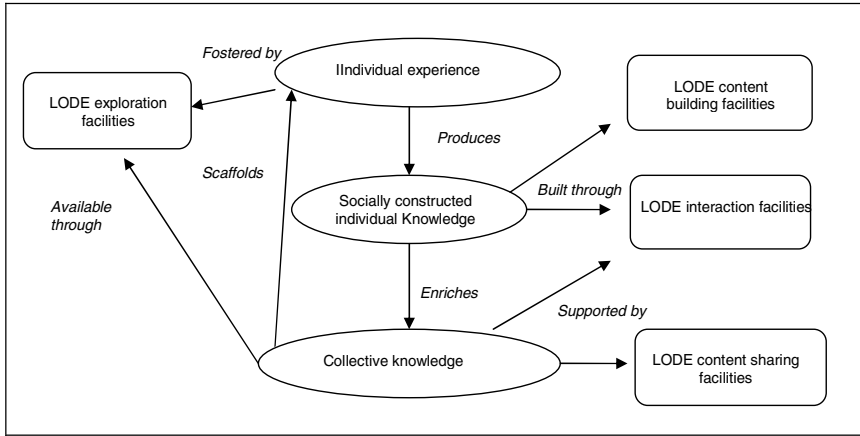 Fostered by
IIndividual experience
LODE content
building facilities
LODE exploration
facilities
Produces
Scaffolds
Socially constructed
individual Knowledge
Built through
LODE interaction facilities
Available
through
Enriches
Supported by
Collective knowledge
LODE content sharing
facilities